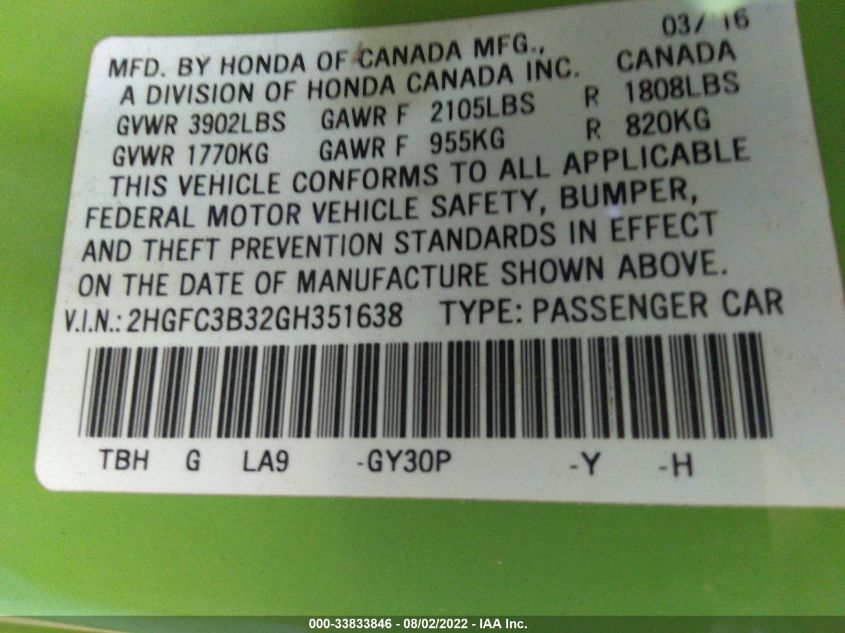 03/ 16
MFD. BY HONDA OF CANADA MFG., CANADA
A DIVISION OF HONDA CANADA INC.
GVWR 3902LBS GAWR F 2105LBS R 1808LBS
GVWR 1770KG GAWR F 955KG R 820KG
THIS VEHICLE CONFORMS TO ALL APPLICABLE
FEDERAL MOTOR VEHICLE SAFETY, BUMPER,
AND THEFT PREVENTION STANDARDS IN EFFECT
ON THE DATE OF MANUFACTURE SHOWN ABOVE.
V.I.N.: 2HGFC3B32GH351638 TYPE: PASSENGER CAR
TBH G LA9 -GY30P -Y -H
000-33833846 - 08/02/2022 - IAA Inc.